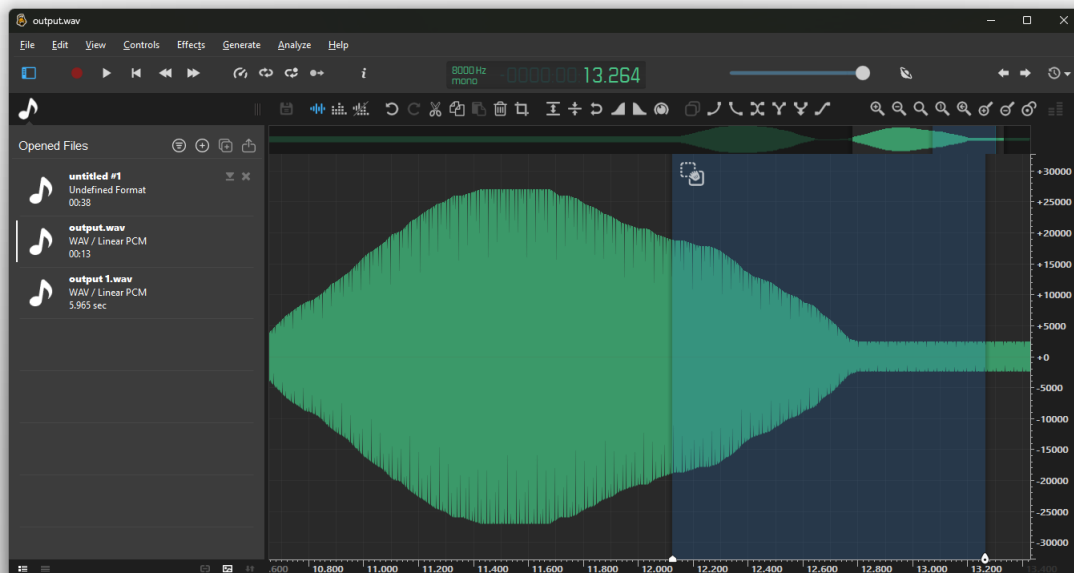 output.wav
File Edit View Controls Effects Generate Analyze Help
8000 Hz
mono
-0000:00:13.264
Opened Files
untitled #1
Undefined Format
00:38
output.wav
WAV / Linear PCM
00:13
output 1.wav
WAV / Linear PCM
5.965 sec
+30000
+25000
+20000
+15000
+10000
+5000
+0
-5000
-10000
-15000
-20000
-25000
-30000
.600 10.800 11.000 11.200 11.400 11.600 11.800 12.000 12.200 12.400 12.600 12.800 13.000 13.200 13.400